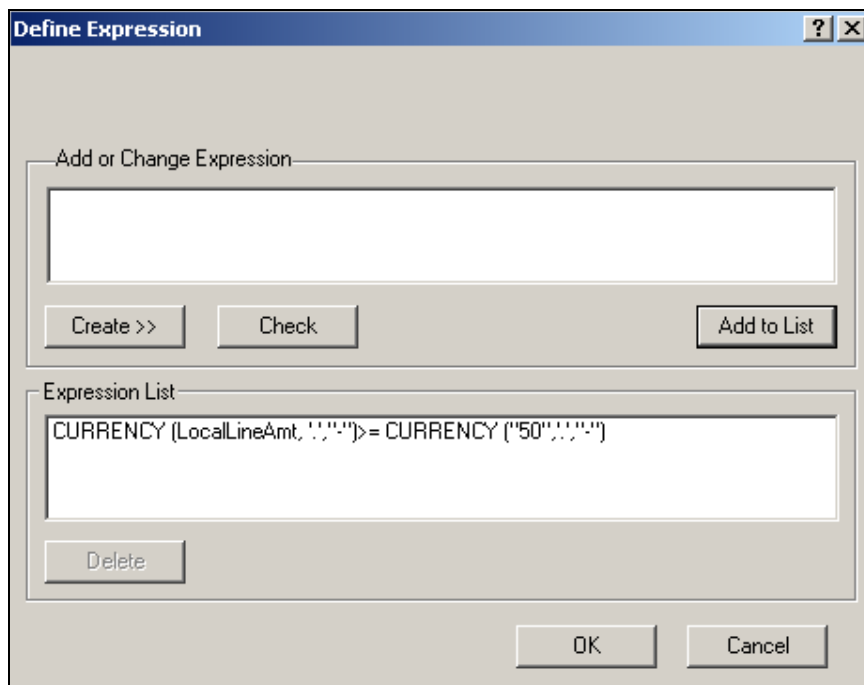 Define Expression
Add or Change Expression
Create >>
Check
Add to List
Expression List
CURRENCY (LocalLineAmt, '.',"-")>= CURRENCY ("50",'.',"-")
Delete
OK
Cancel